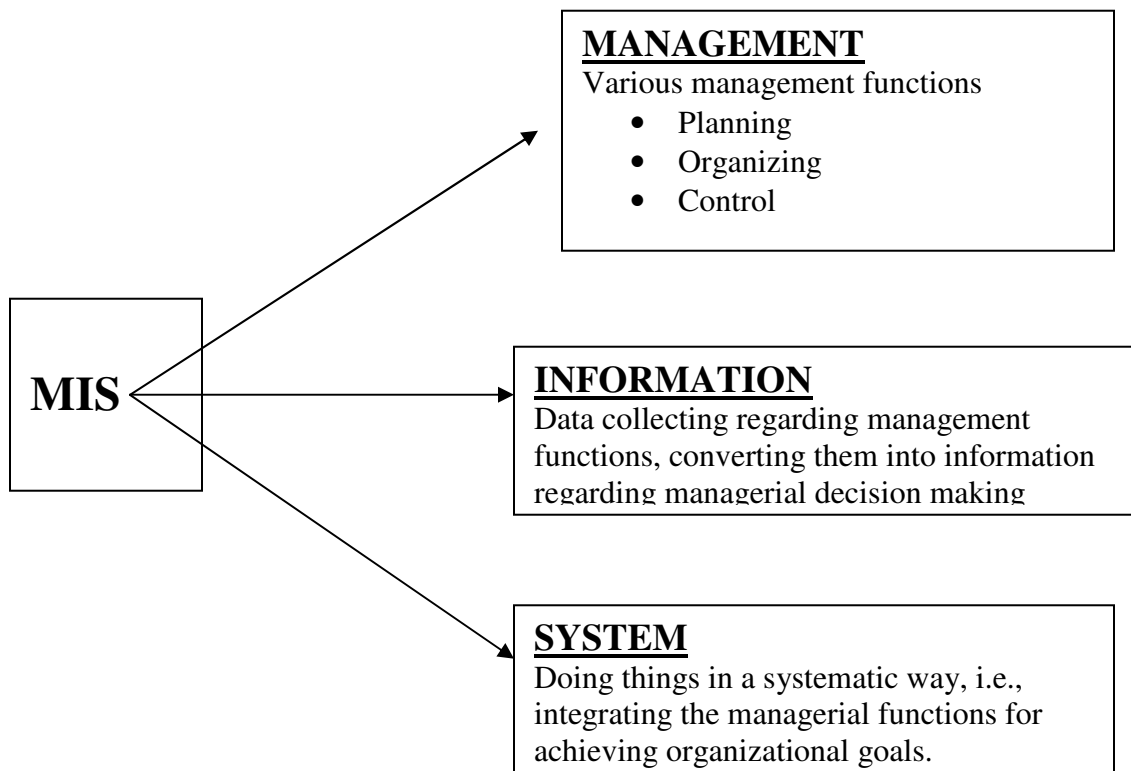 MANAGEMENT
Various management functions
• Planning
• Organizing
• Control
MIS
INFORMATION
Data collecting regarding management
functions, converting them into information
regarding managerial decision making
SYSTEM
Doing things in a systematic way, i.e.,
integrating the managerial functions for
achieving organizational goals.